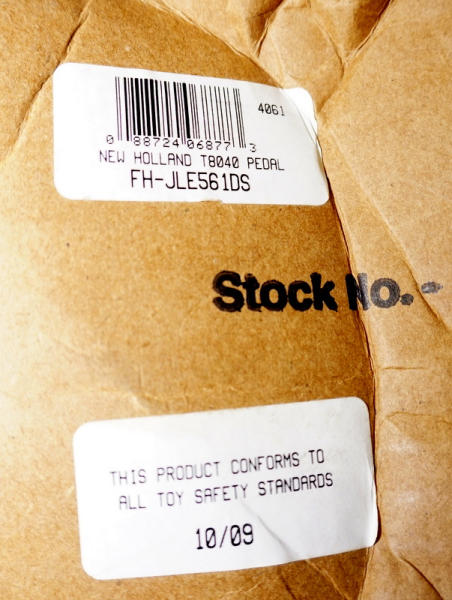 4061
0 88724 06877 3
NEW HOLLAND T8040 PEDAL
FH-JLE561DS
Stock No. -
THIS PRODUCT CONFORMS TO
ALL TOY SAFETY STANDARDS
10/09